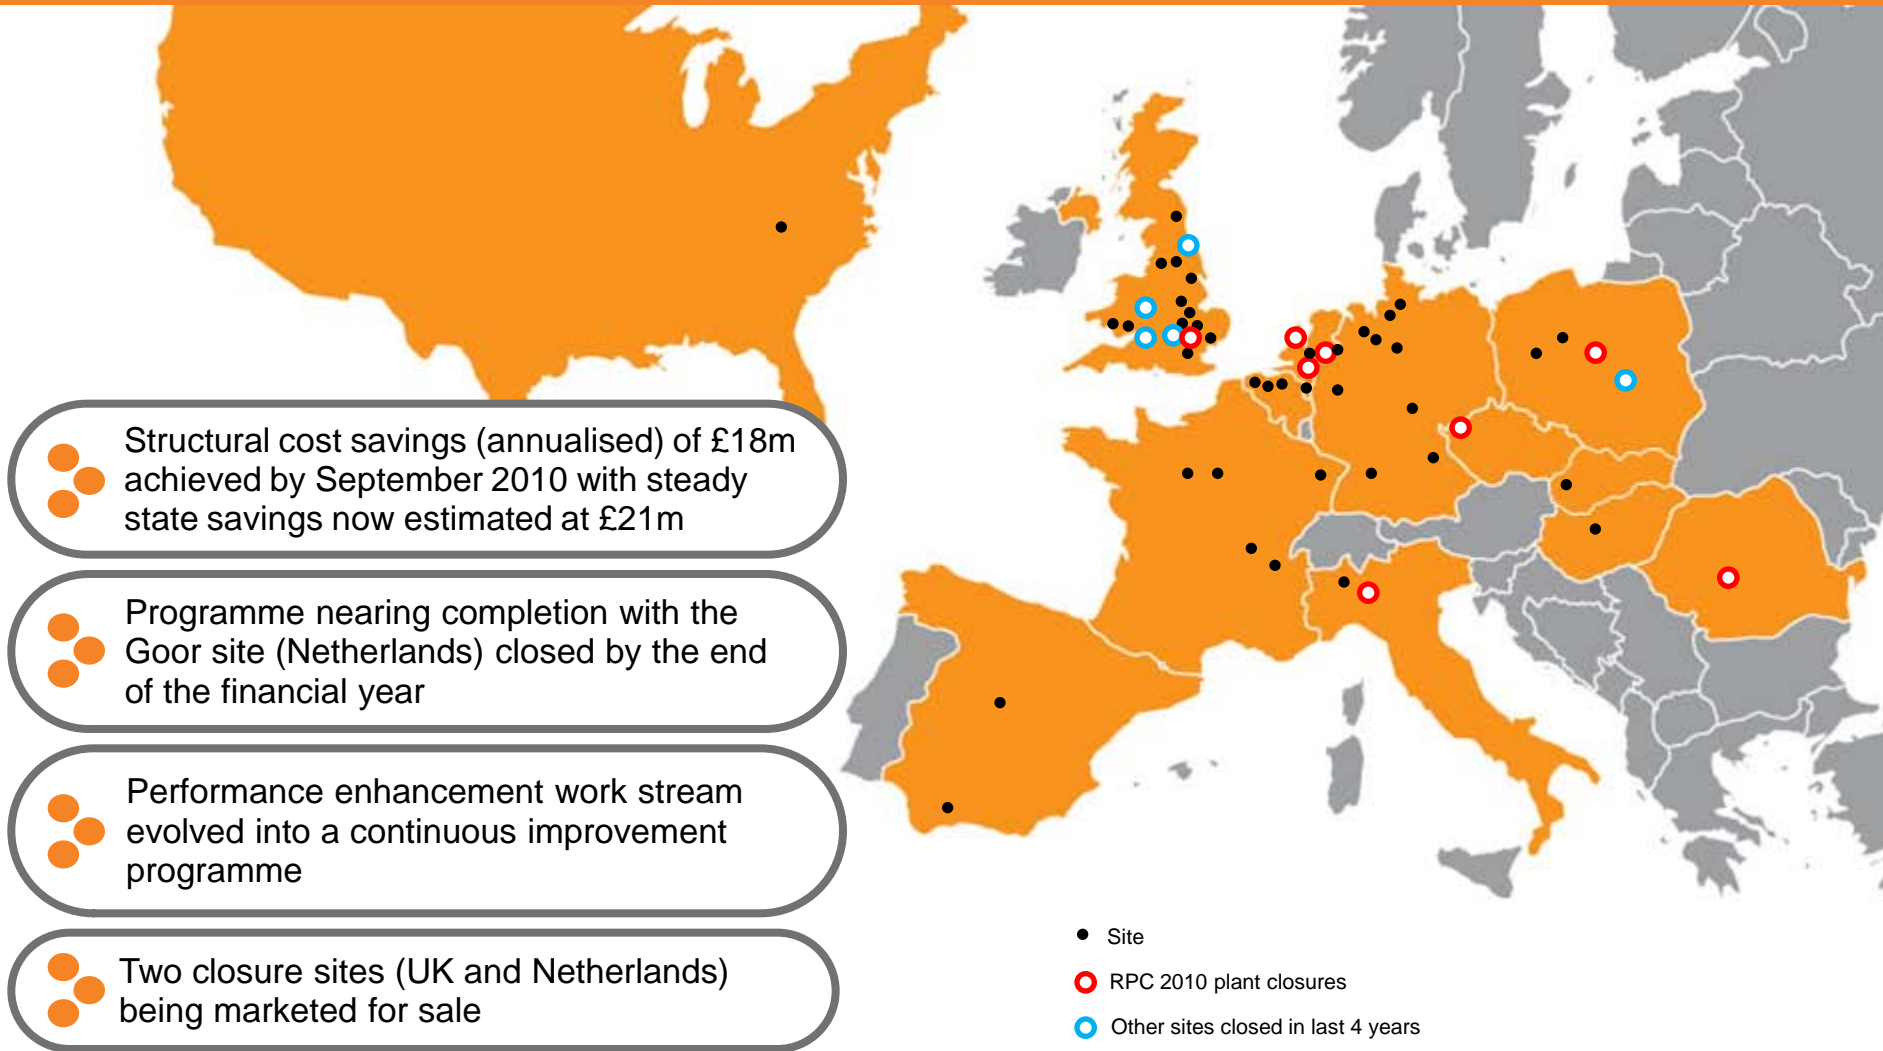 Structural cost savings (annualised) of £18m
achieved by September 2010 with steady
state savings now estimated at £21m
Programme nearing completion with the
Goor site (Netherlands) closed by the end
of the financial year
Performance enhancement work stream
evolved into a continuous improvement
programme
Two closure sites (UK and Netherlands)
being marketed for sale
Site
RPC 2010 plant closures
Other sites closed in last 4 years